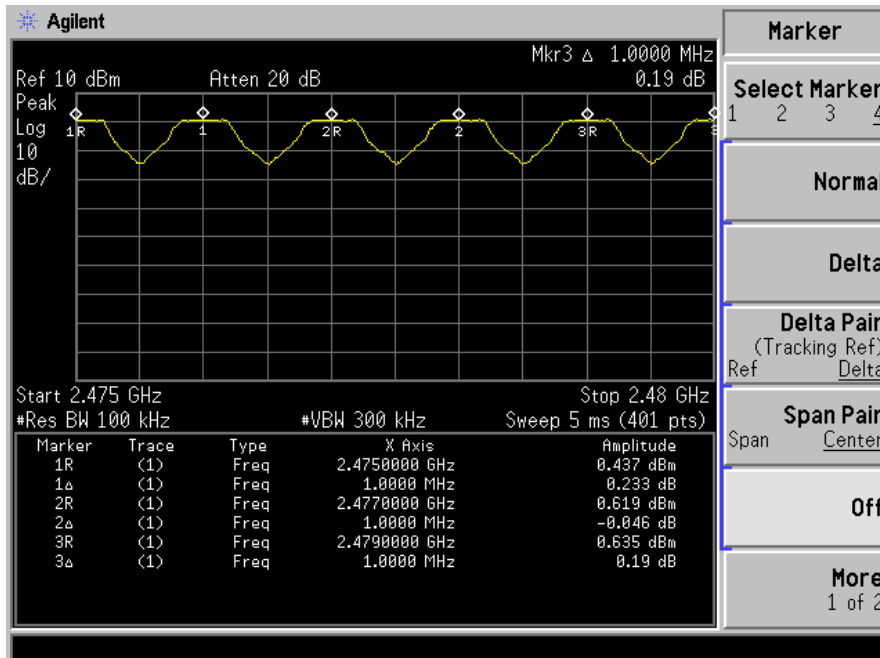 Agilent
Marker
Mkr3 Δ 1.0000 MHz
Ref 10 dBm Atten 20 dB 0.19 dB
Peak
Log
10
dB/
1R 1 2R 2 3R
Select Marker
1 2 3 4
Normal
Delta
Delta Pair
(Tracking Ref)
Ref Delta
Span Pair
Span Center
Off
More
1 of 2
Start 2.475 GHz Stop 2.48 GHz
#Res BW 100 kHz #VBW 300 kHz Sweep 5 ms (401 pts)
Marker Trace Type X Axis Amplitude
1R (1) Freq 2.4750000 GHz 0.437 dBm
1Δ (1) Freq 1.0000 MHz 0.233 dB
2R (1) Freq 2.4770000 GHz 0.619 dBm
2Δ (1) Freq 1.0000 MHz -0.046 dB
3R (1) Freq 2.4790000 GHz 0.635 dBm
3Δ (1) Freq 1.0000 MHz 0.19 dB